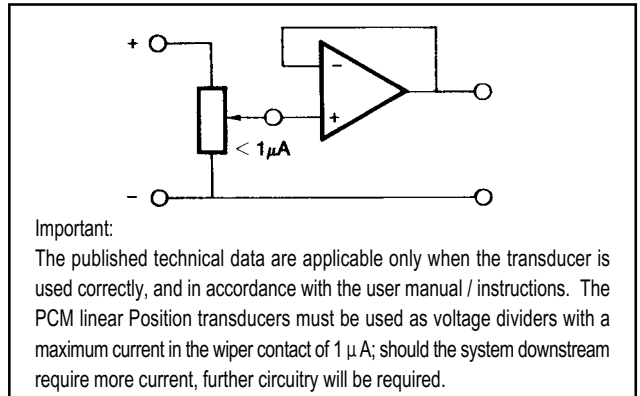 +
−
+
< 1μA
−
Important:
The published technical data are applicable only when the transducer is
used correctly, and in accordance with the user manual / instructions. The
PCM linear Position transducers must be used as voltage dividers with a
maximum current in the wiper contact of 1 μ A; should the system downstream
require more current, further circuitry will be required.